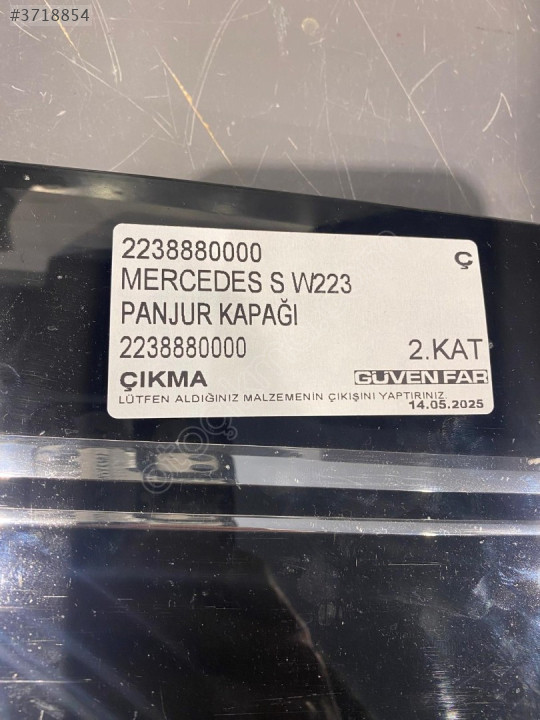 #3718854
2238880000 Ç
MERCEDES S W223
PANJUR KAPAĞI
2238880000 2.KAT
ÇIKMA GÜVEN FAR
LÜTFEN ALDIĞINIZ MALZEMENİN ÇIKIŞINI YAPTIRINIZ.
14.05.2025